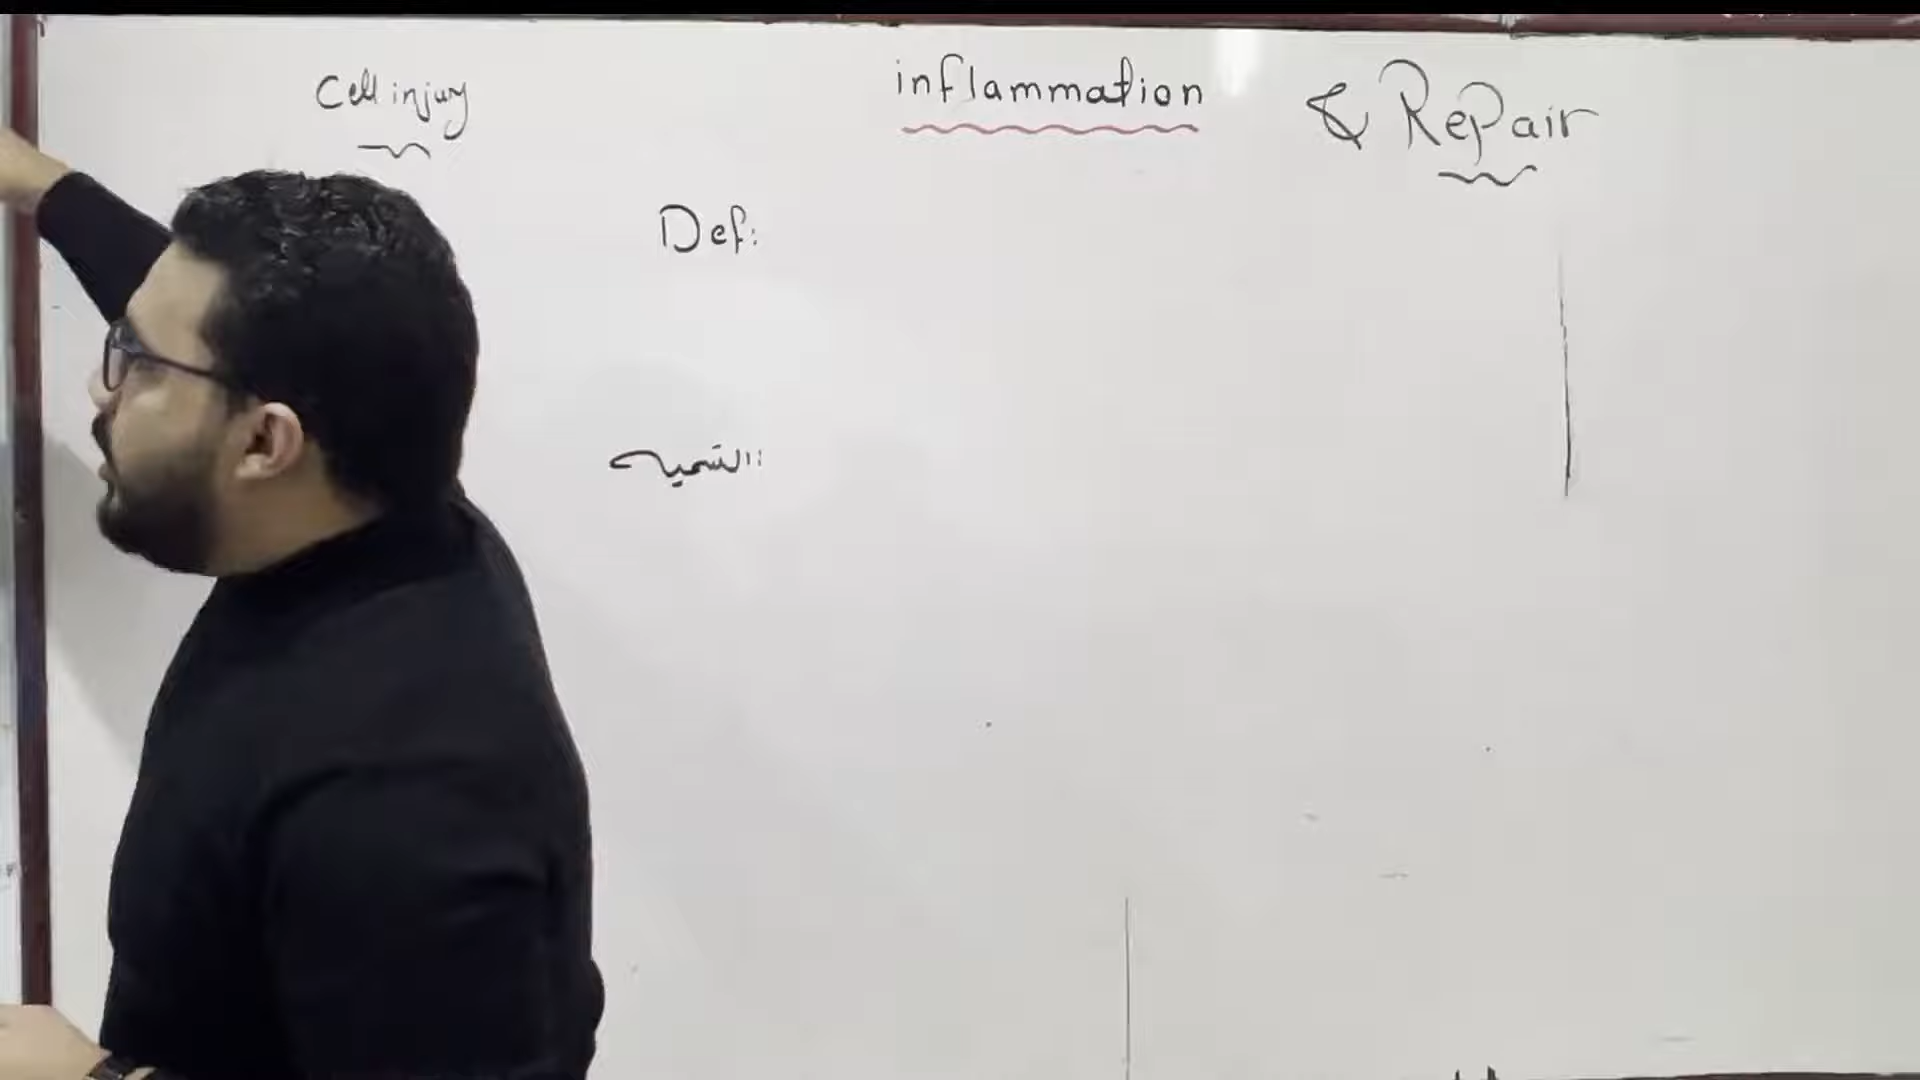 Cell injury
inflammation & Repair
Def:
التسمية: